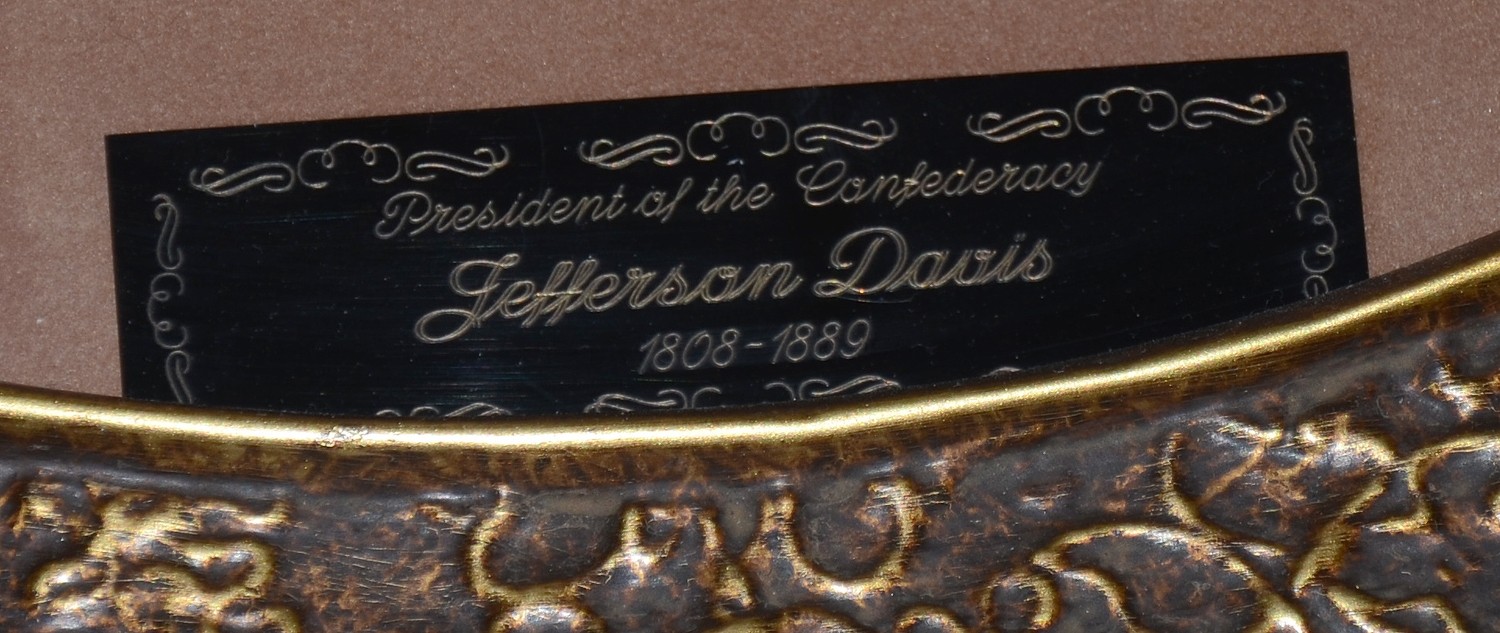 President of the Confederacy
Jefferson Davis
1808-1889